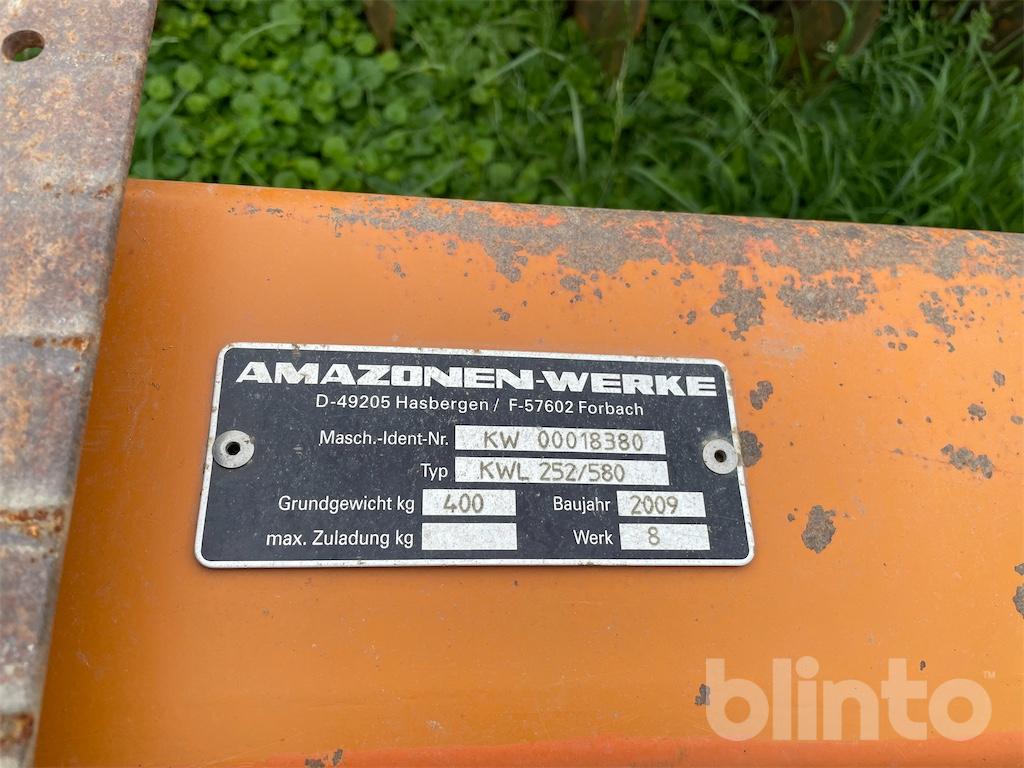 AMAZONEN-WERKE
D-49205 Hasbergen / F-57602 Forbach
Masch.-Ident-Nr. KW 00018380
Typ KWL 252/580
Grundgewicht kg 400 Baujahr 2009
max. Zuladung kg Werk 8
blinto™